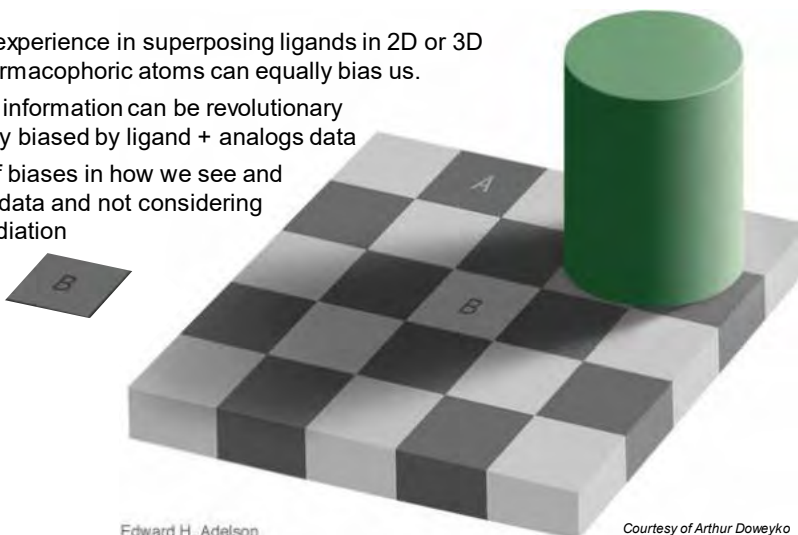 experience in superposing ligands in 2D or 3D
rmacophoric atoms can equally bias us.
information can be revolutionary
y biased by ligand + analogs data
f biases in how we see and
data and not considering
diation
A
B
B
Edward H. Adelson
Courtesy of Arthur Doweyko